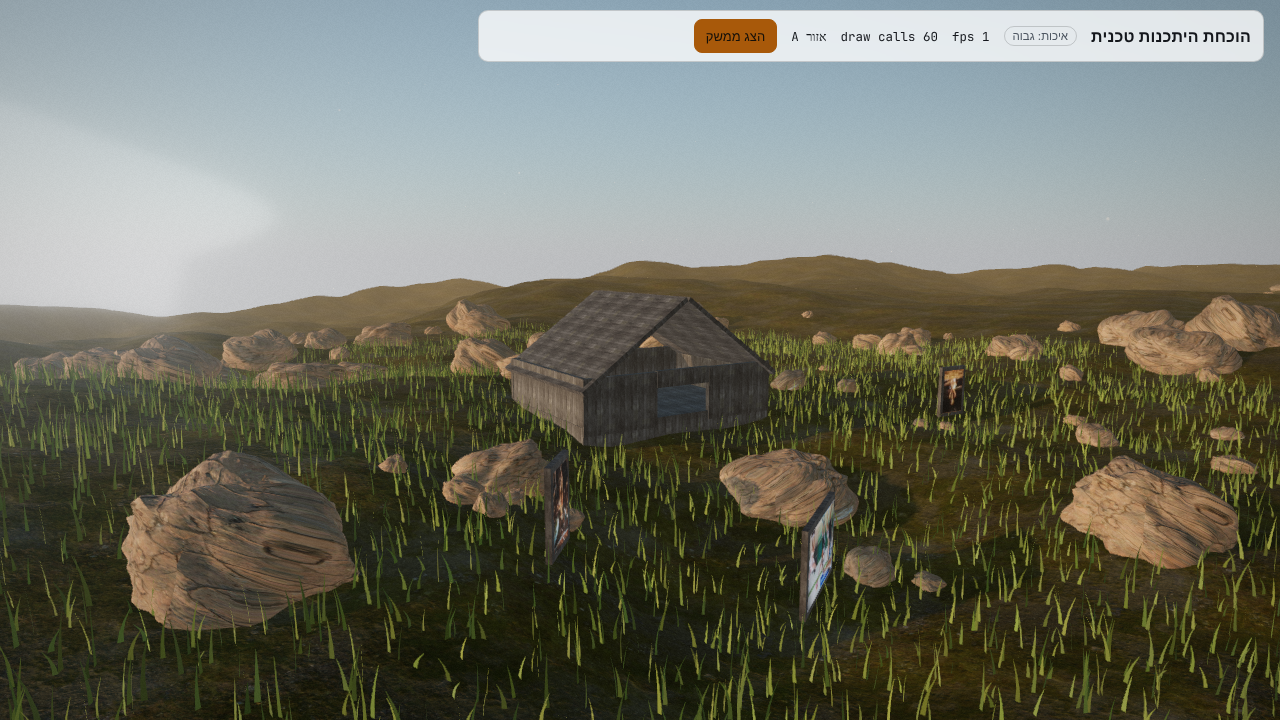 הוכחת היתכנות טכנית
איכות: גבוה
fps 1
draw calls 60
אזור A
הצג ממשק